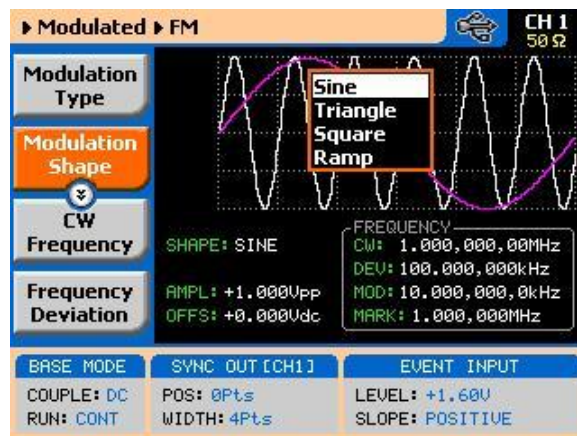 ▶ Modulated ▶ FM
CH 1
50 Ω
Modulation
Type
Modulation
Shape
CW
Frequency
Frequency
Deviation
Sine
Triangle
Square
Ramp
SHAPE: SINE
AMPL: +1.000Vpp
OFFS: +0.000Vdc
FREQUENCY
CW: 1.000,000,00MHz
DEV: 100.000,000kHz
MOD: 10.000,000,0kHz
MARK: 1.000,000MHz
BASE MODE
COUPLE: DC
RUN: CONT
SYNC OUT [CH1]
POS: 0Pts
WIDTH: 4Pts
EVENT INPUT
LEVEL: +1.60V
SLOPE: POSITIVE